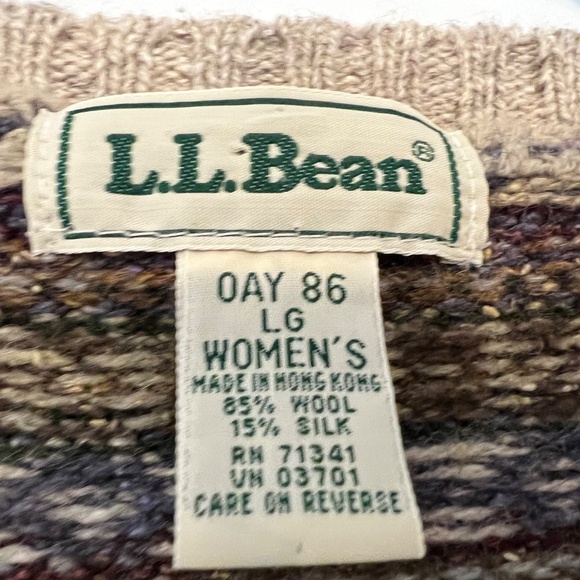 L.L.Bean®
OAY 86
LG
WOMEN'S
MADE IN HONG KONG
85% WOOL
15% SILK
RN 71341
VN 03701
CARE ON REVERSE